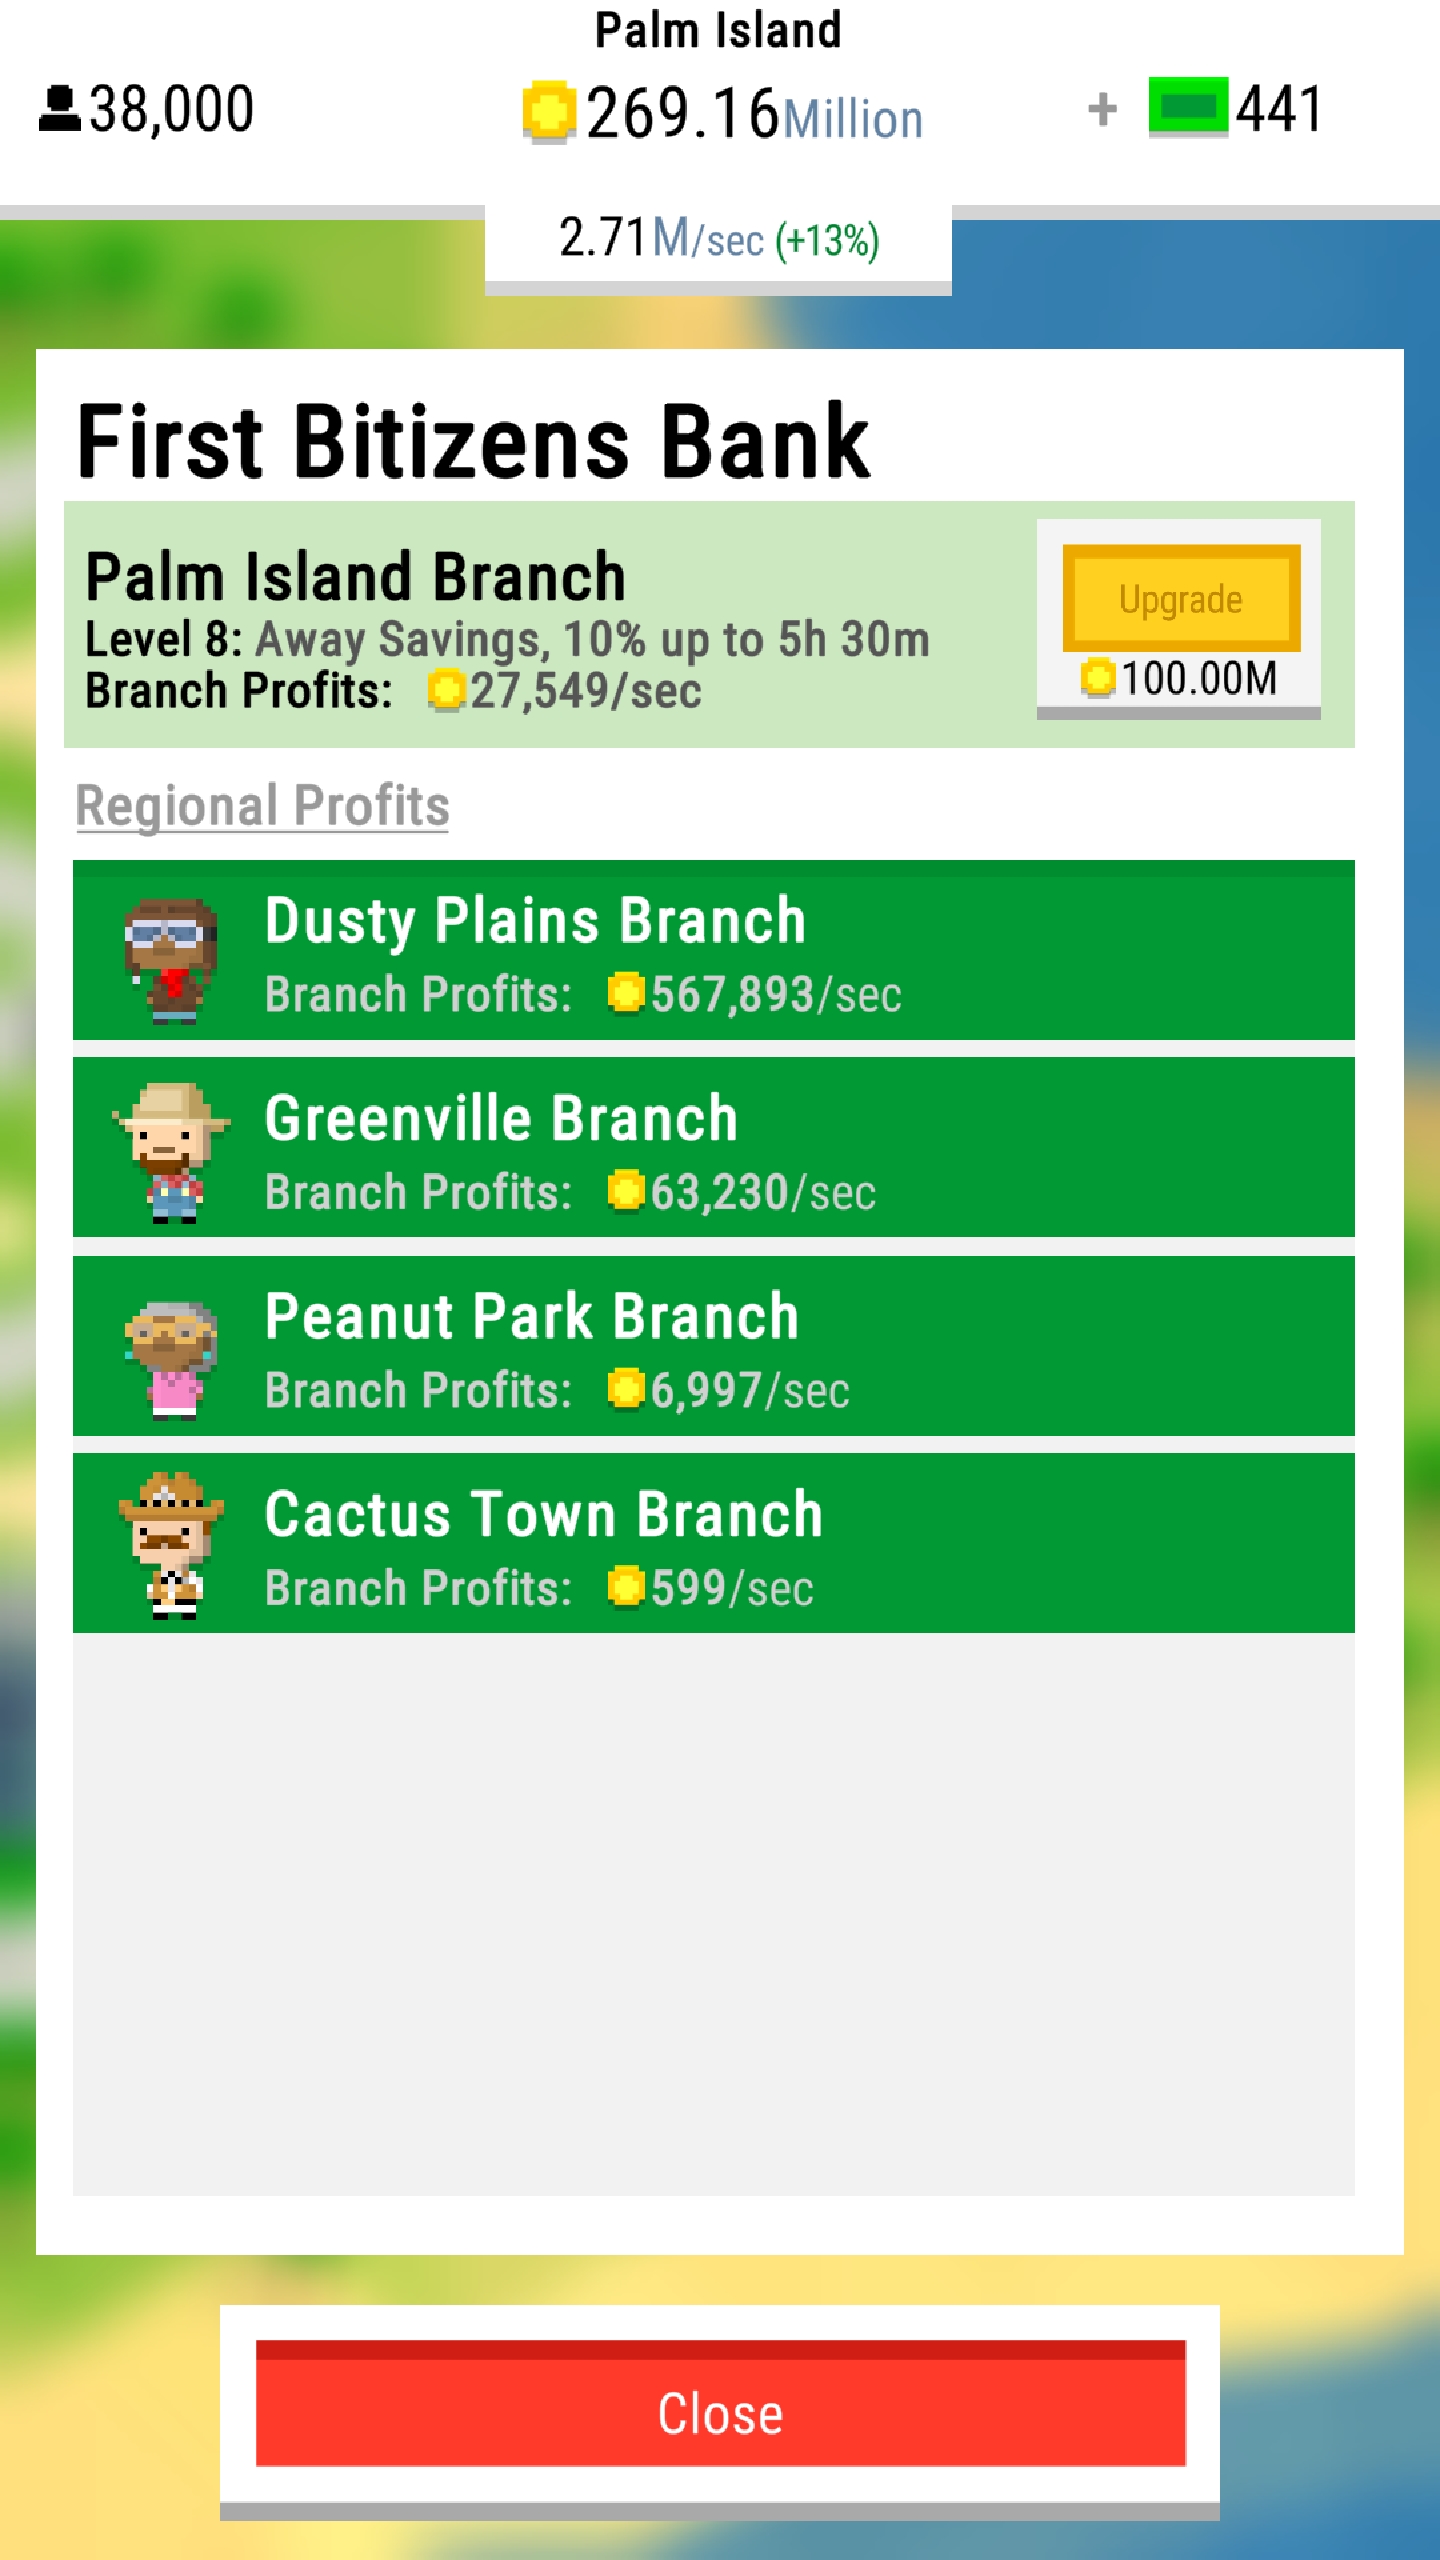 Palm Island
38,000
269.16Million
+ 441
2.71M/sec (+13%)
First Bitizens Bank
Palm Island Branch
Level 8: Away Savings, 10% up to 5h 30m
Branch Profits: 27,549/sec
Upgrade
100.00M
Regional Profits
Dusty Plains Branch
Branch Profits: 567,893/sec
Greenville Branch
Branch Profits: 63,230/sec
Peanut Park Branch
Branch Profits: 6,997/sec
Cactus Town Branch
Branch Profits: 599/sec
Close